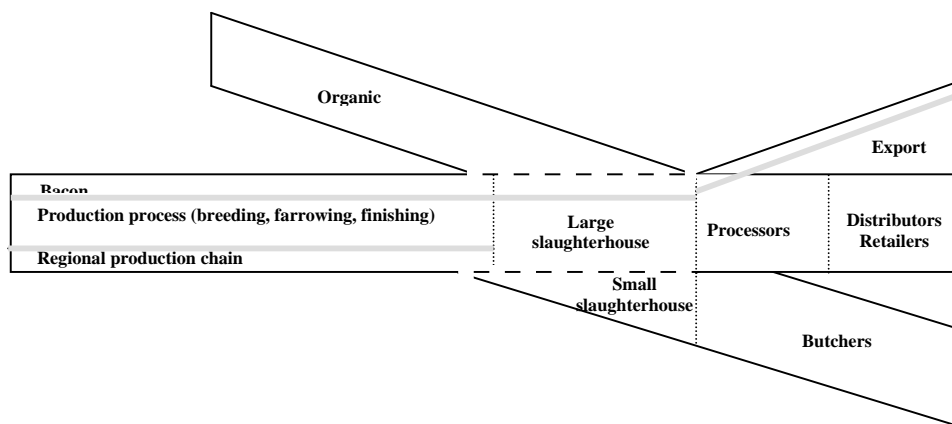 Organic
Export
Bacon
Production process (breeding, farrowing, finishing)
Large
slaughterhouse
Processors
Distributors
Retailers
Regional production chain
Small
slaughterhouse
Butchers